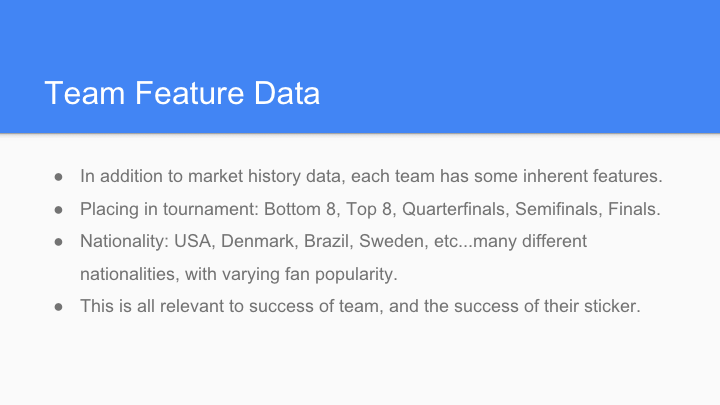 Team Feature Data
● In addition to market history data, each team has some inherent features.
● Placing in tournament: Bottom 8, Top 8, Quarterfinals, Semifinals, Finals.
● Nationality: USA, Denmark, Brazil, Sweden, etc...many different
nationalities, with varying fan popularity.
● This is all relevant to success of team, and the success of their sticker.